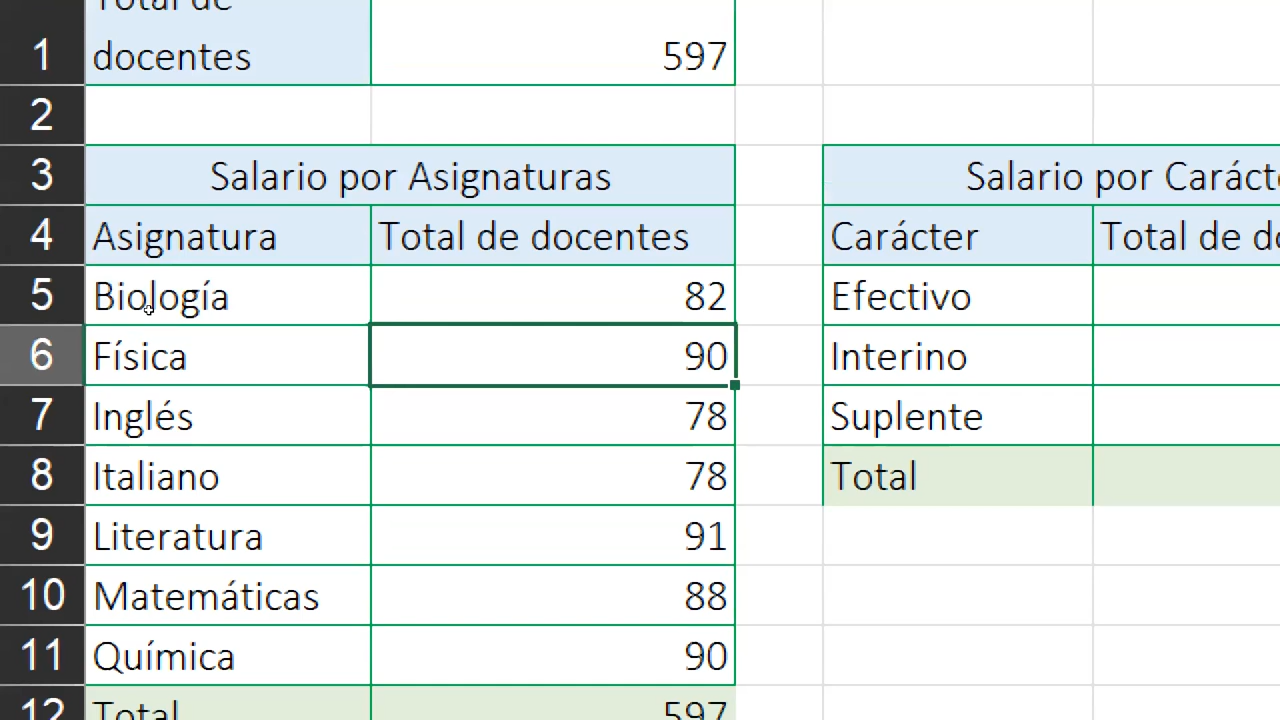 Total de
1 docentes 597
2
3 Salario por Asignaturas Salario por Carácte
4 Asignatura Total de docentes Carácter Total de do
5 Biología 82 Efectivo
6 Física 90 Interino
7 Inglés 78 Suplente
8 Italiano 78 Total
9 Literatura 91
10 Matemáticas 88
11 Química 90
12 Total 597